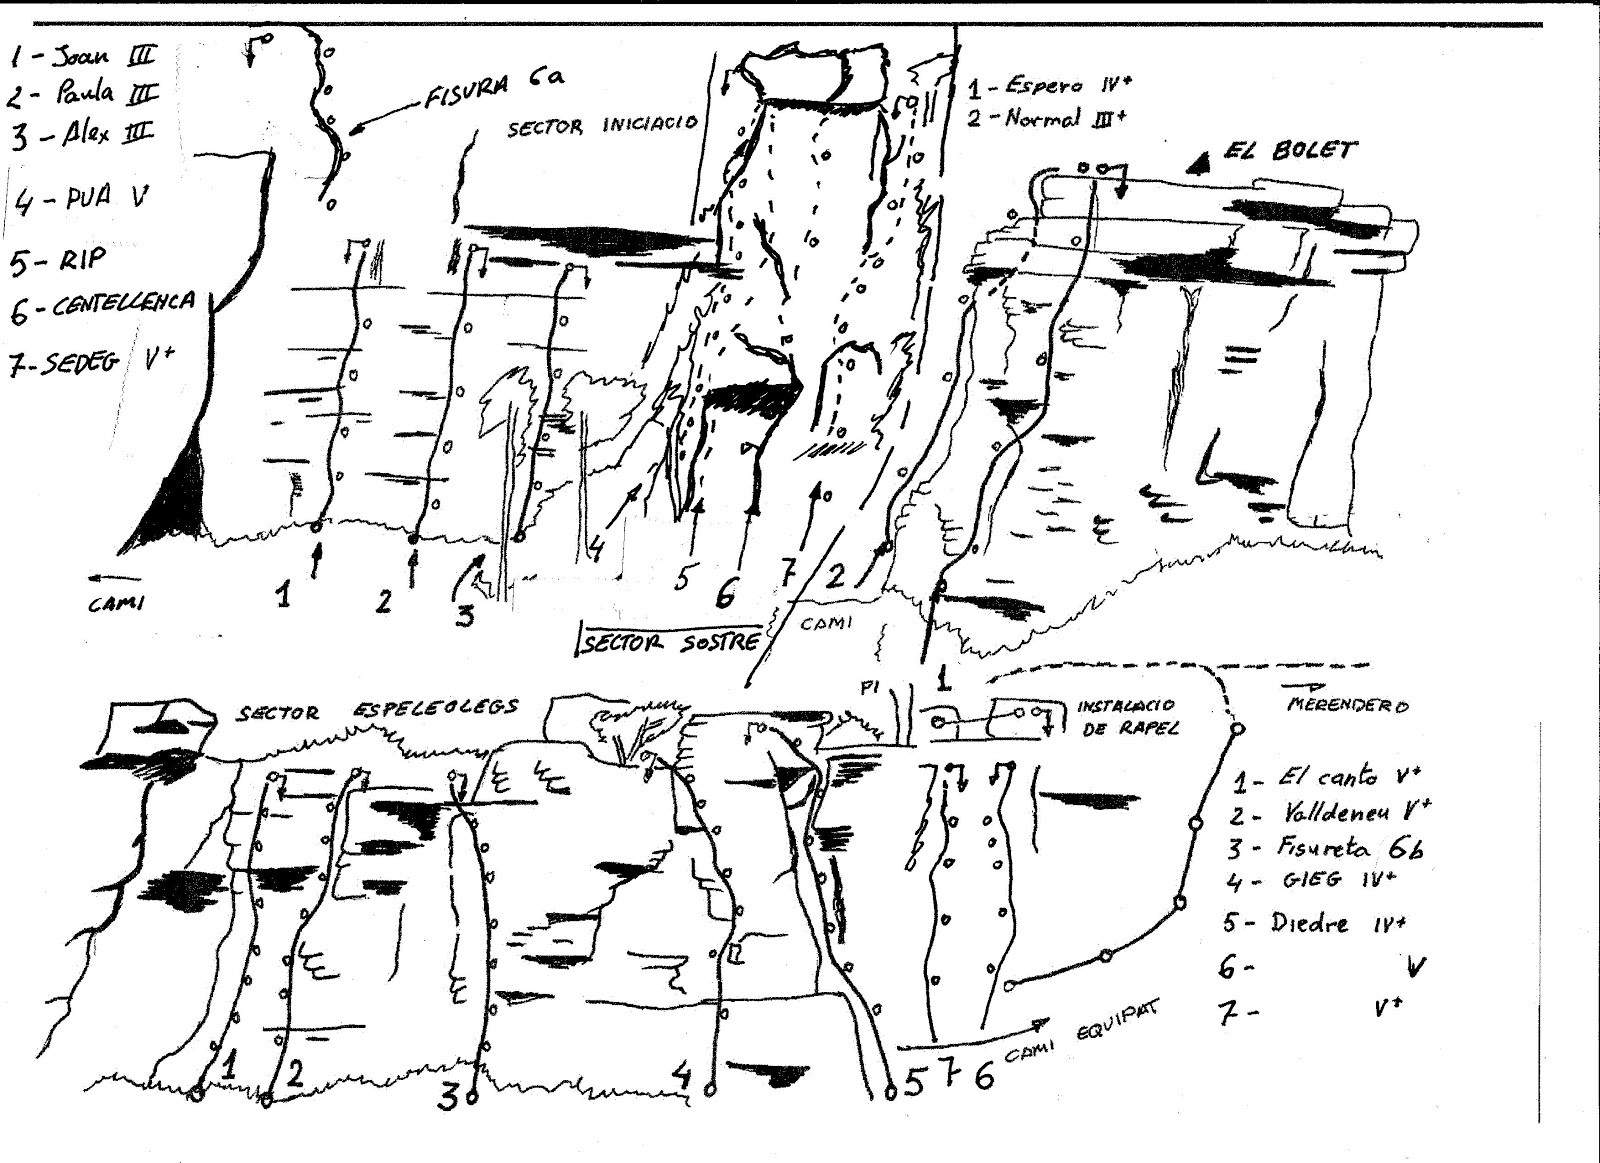 1 - Joan III
2 - Paula III
3 - Alex III
4 - PUA V
5 - RIP
6 - CENTELLENCA
7 - SEDEG V+
FISURA 6a
SECTOR INICIACIO
1 - Espero IV+
2 - Normal III+
EL BOLET
CAMI
1
2
3
4
5
6
7
2
CAMI
1
SECTOR SOSTRE
SECTOR ESPELEOLEGS
PI
INSTALACIO
DE RAPEL
MERENDERO
1 - El canto V+
2 - Valldeneu V+
3 - Fisureta 6b
4 - GIEG IV+
5 - Diedre IV+
6 - V
7 - V+
CAMI EQUIPAT
1
2
3
4
5
7
6